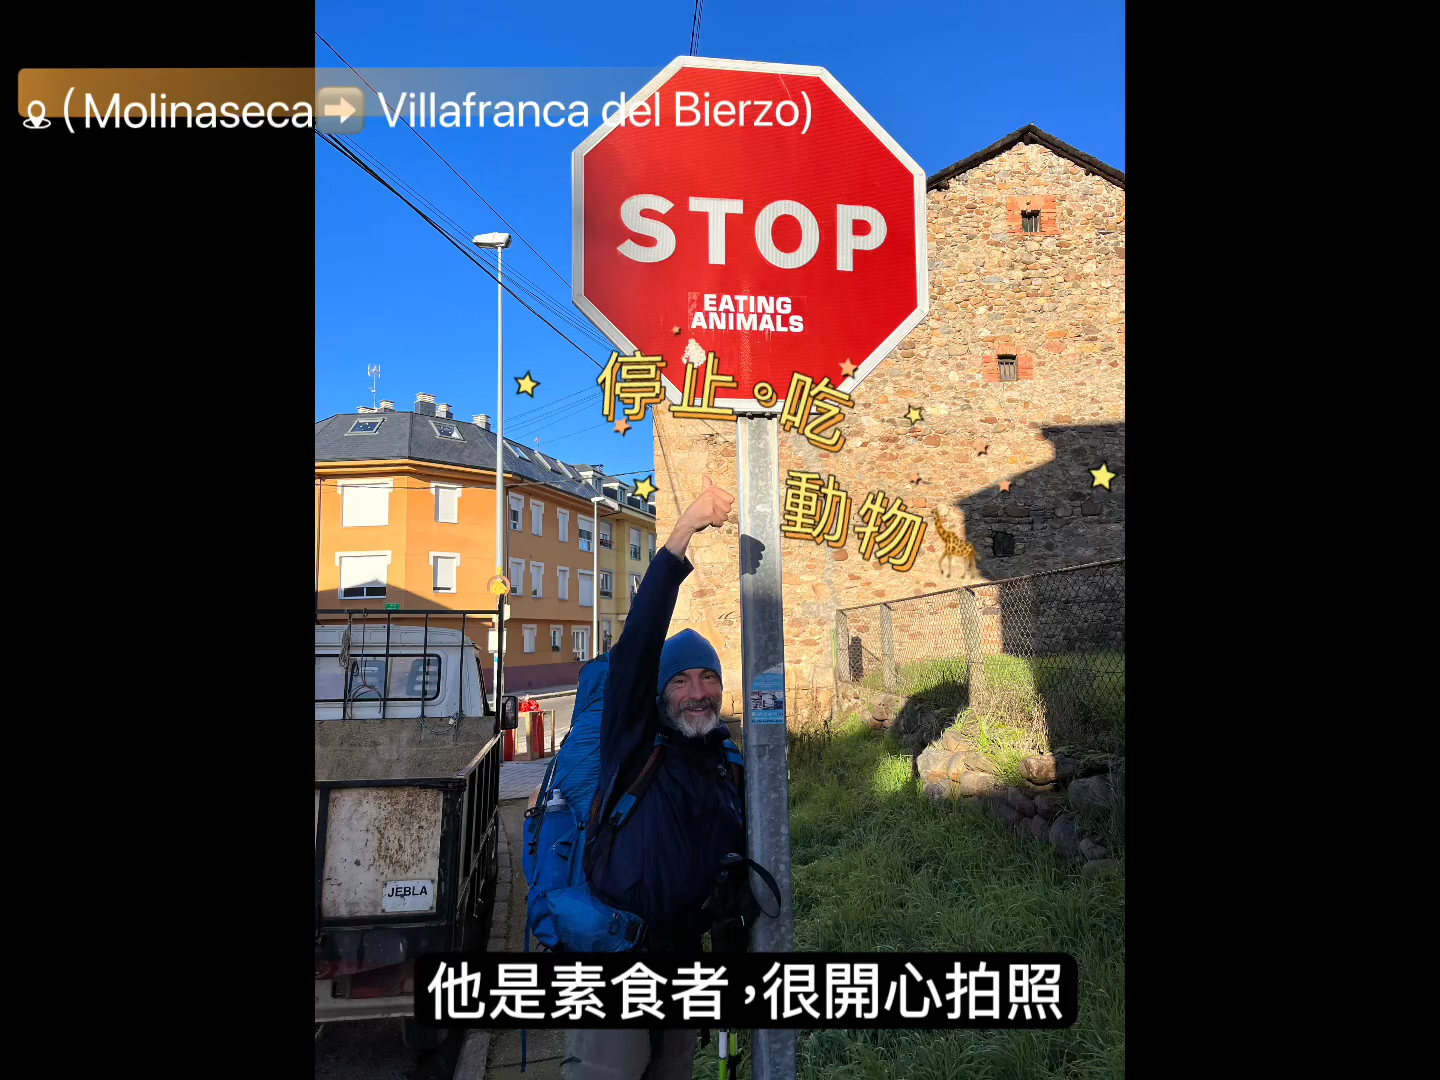 (Molinaseca➡️ Villafranca del Bierzo)
STOP
EATING
ANIMALS
停止。吃
動物🦒
JEBLA
他是素食者，很開心拍照